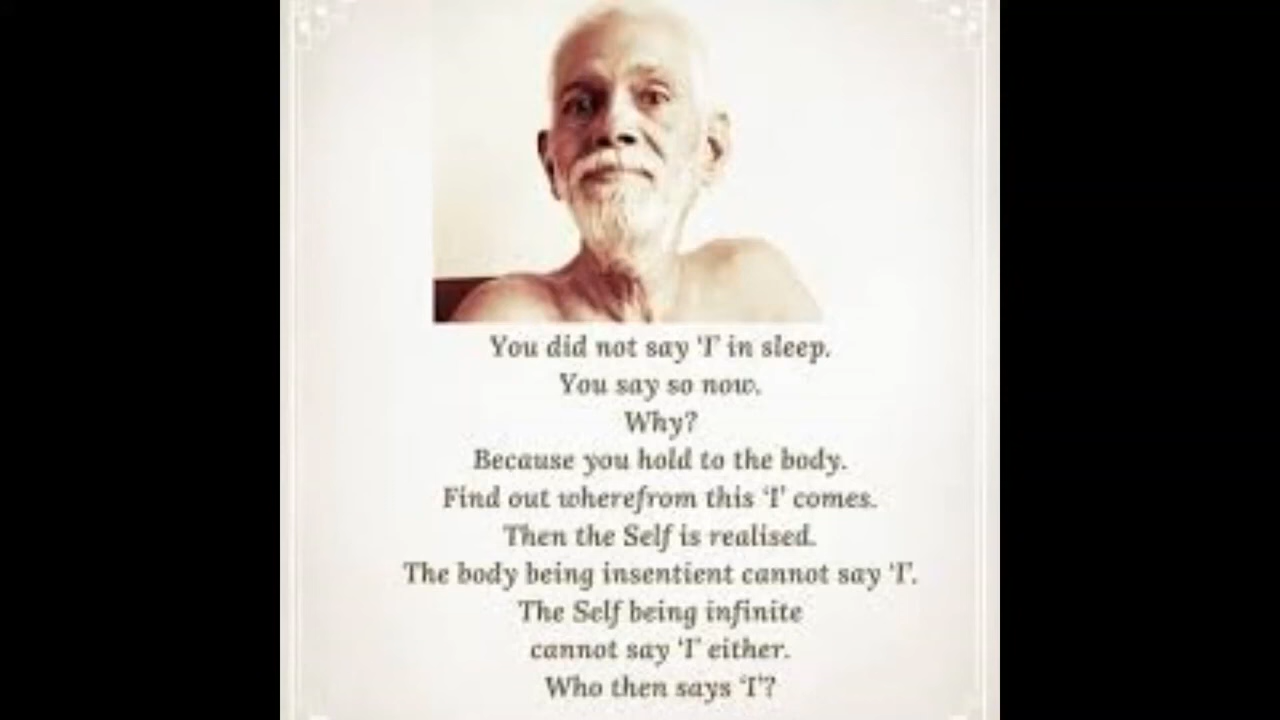 You did not say ‘I’ in sleep.
You say so now.
Why?
Because you hold to the body.
Find out wherefrom this ‘I’ comes.
Then the Self is realised.
The body being insentient cannot say ‘I’.
The Self being infinite
cannot say ‘I’ either.
Who then says ‘I’?